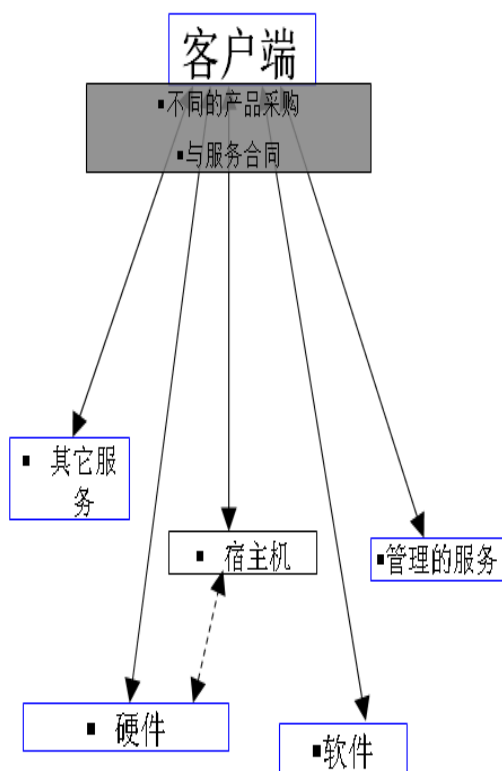 客户端
▪不同的产品采购
▪与服务合同
▪ 其它服
务
▪ 宿主机
▪管理的服务
▪ 硬件
▪软件